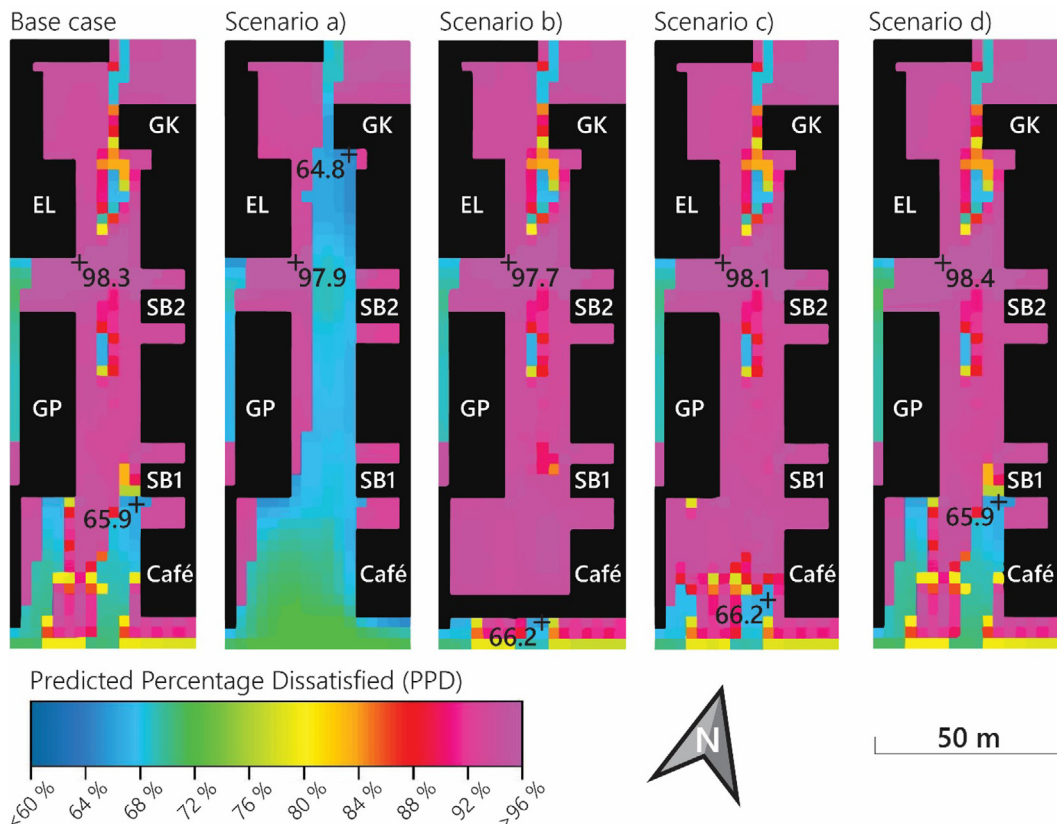 Base case
Scenario a)
Scenario b)
Scenario c)
Scenario d)
GK
64.8
GK
GK
GK
EL
EL
EL
EL
EL
98.3
97.9
97.7
98.1
98.4
SB2
SB2
SB2
SB2
SB2
GP
GP
GP
GP
GP
SB1
SB1
SB1
SB1
SB1
65.9
65.9
Café
Café
Café
Café
Café
66.2
66.2
Predicted Percentage Dissatisfied (PPD)
N
50 m
<60 %
64 %
68 %
72 %
76 %
80 %
84 %
88 %
92 %
>96 %